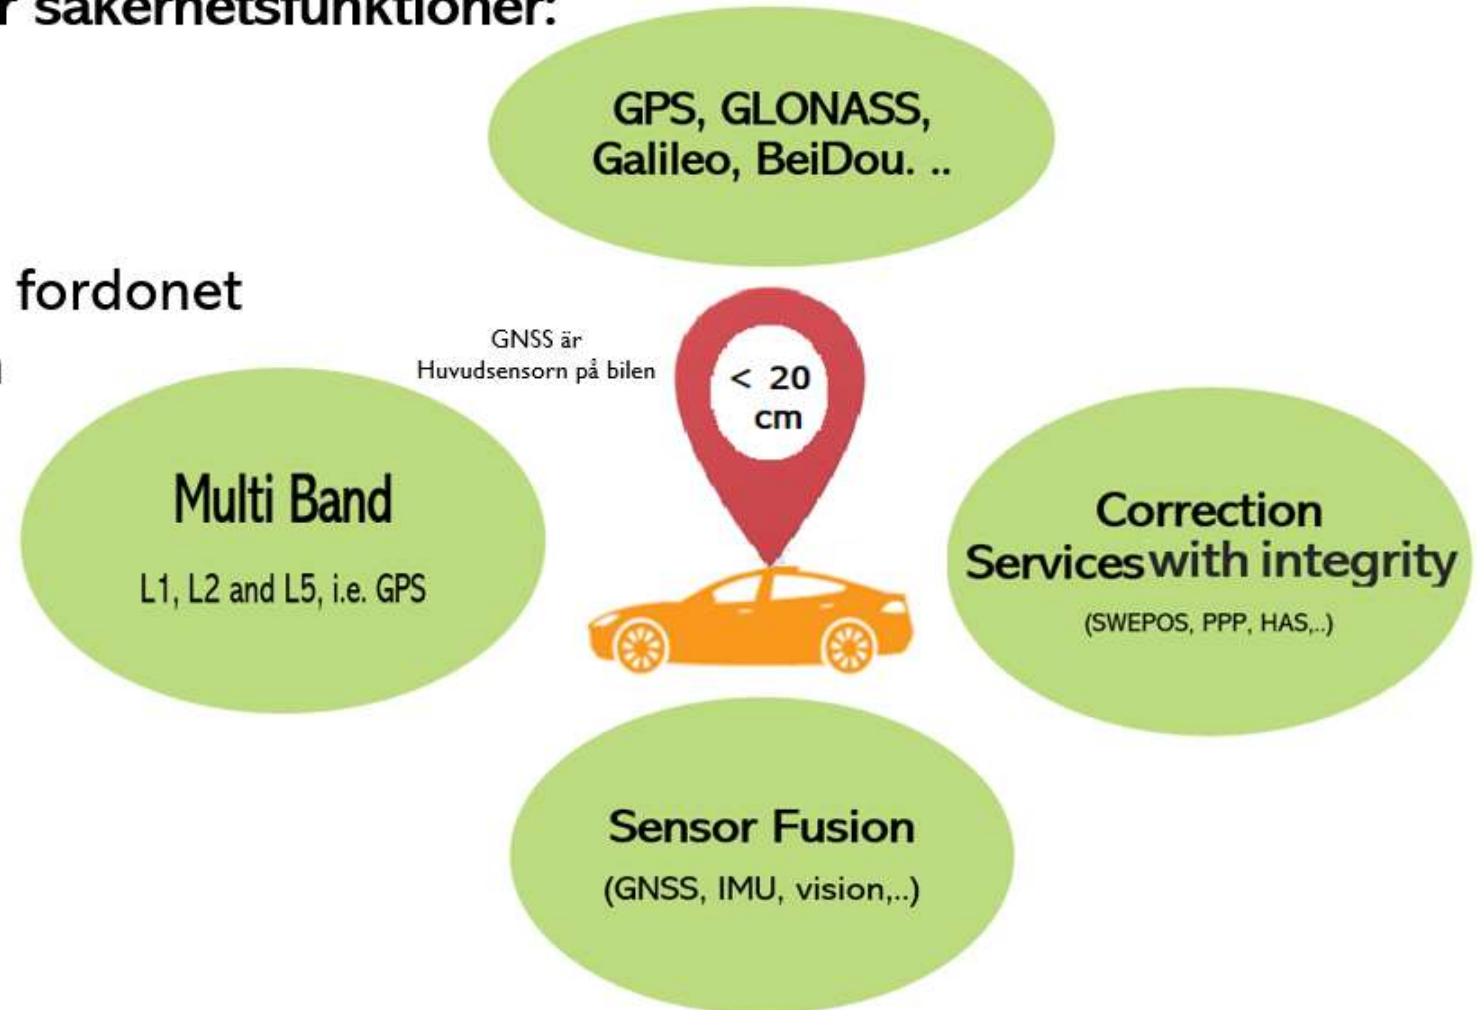 säkerhetsfunktioner:
GPS, GLONASS,
Galileo, BeiDou. ..
fordonet
GNSS är
Huvudsensorn på bilen
< 20
cm
Multi Band
L1, L2 and L5, i.e. GPS
Correction
Services with integrity
(SWEPOS, PPP, HAS,..)
Sensor Fusion
(GNSS, IMU, vision,..)